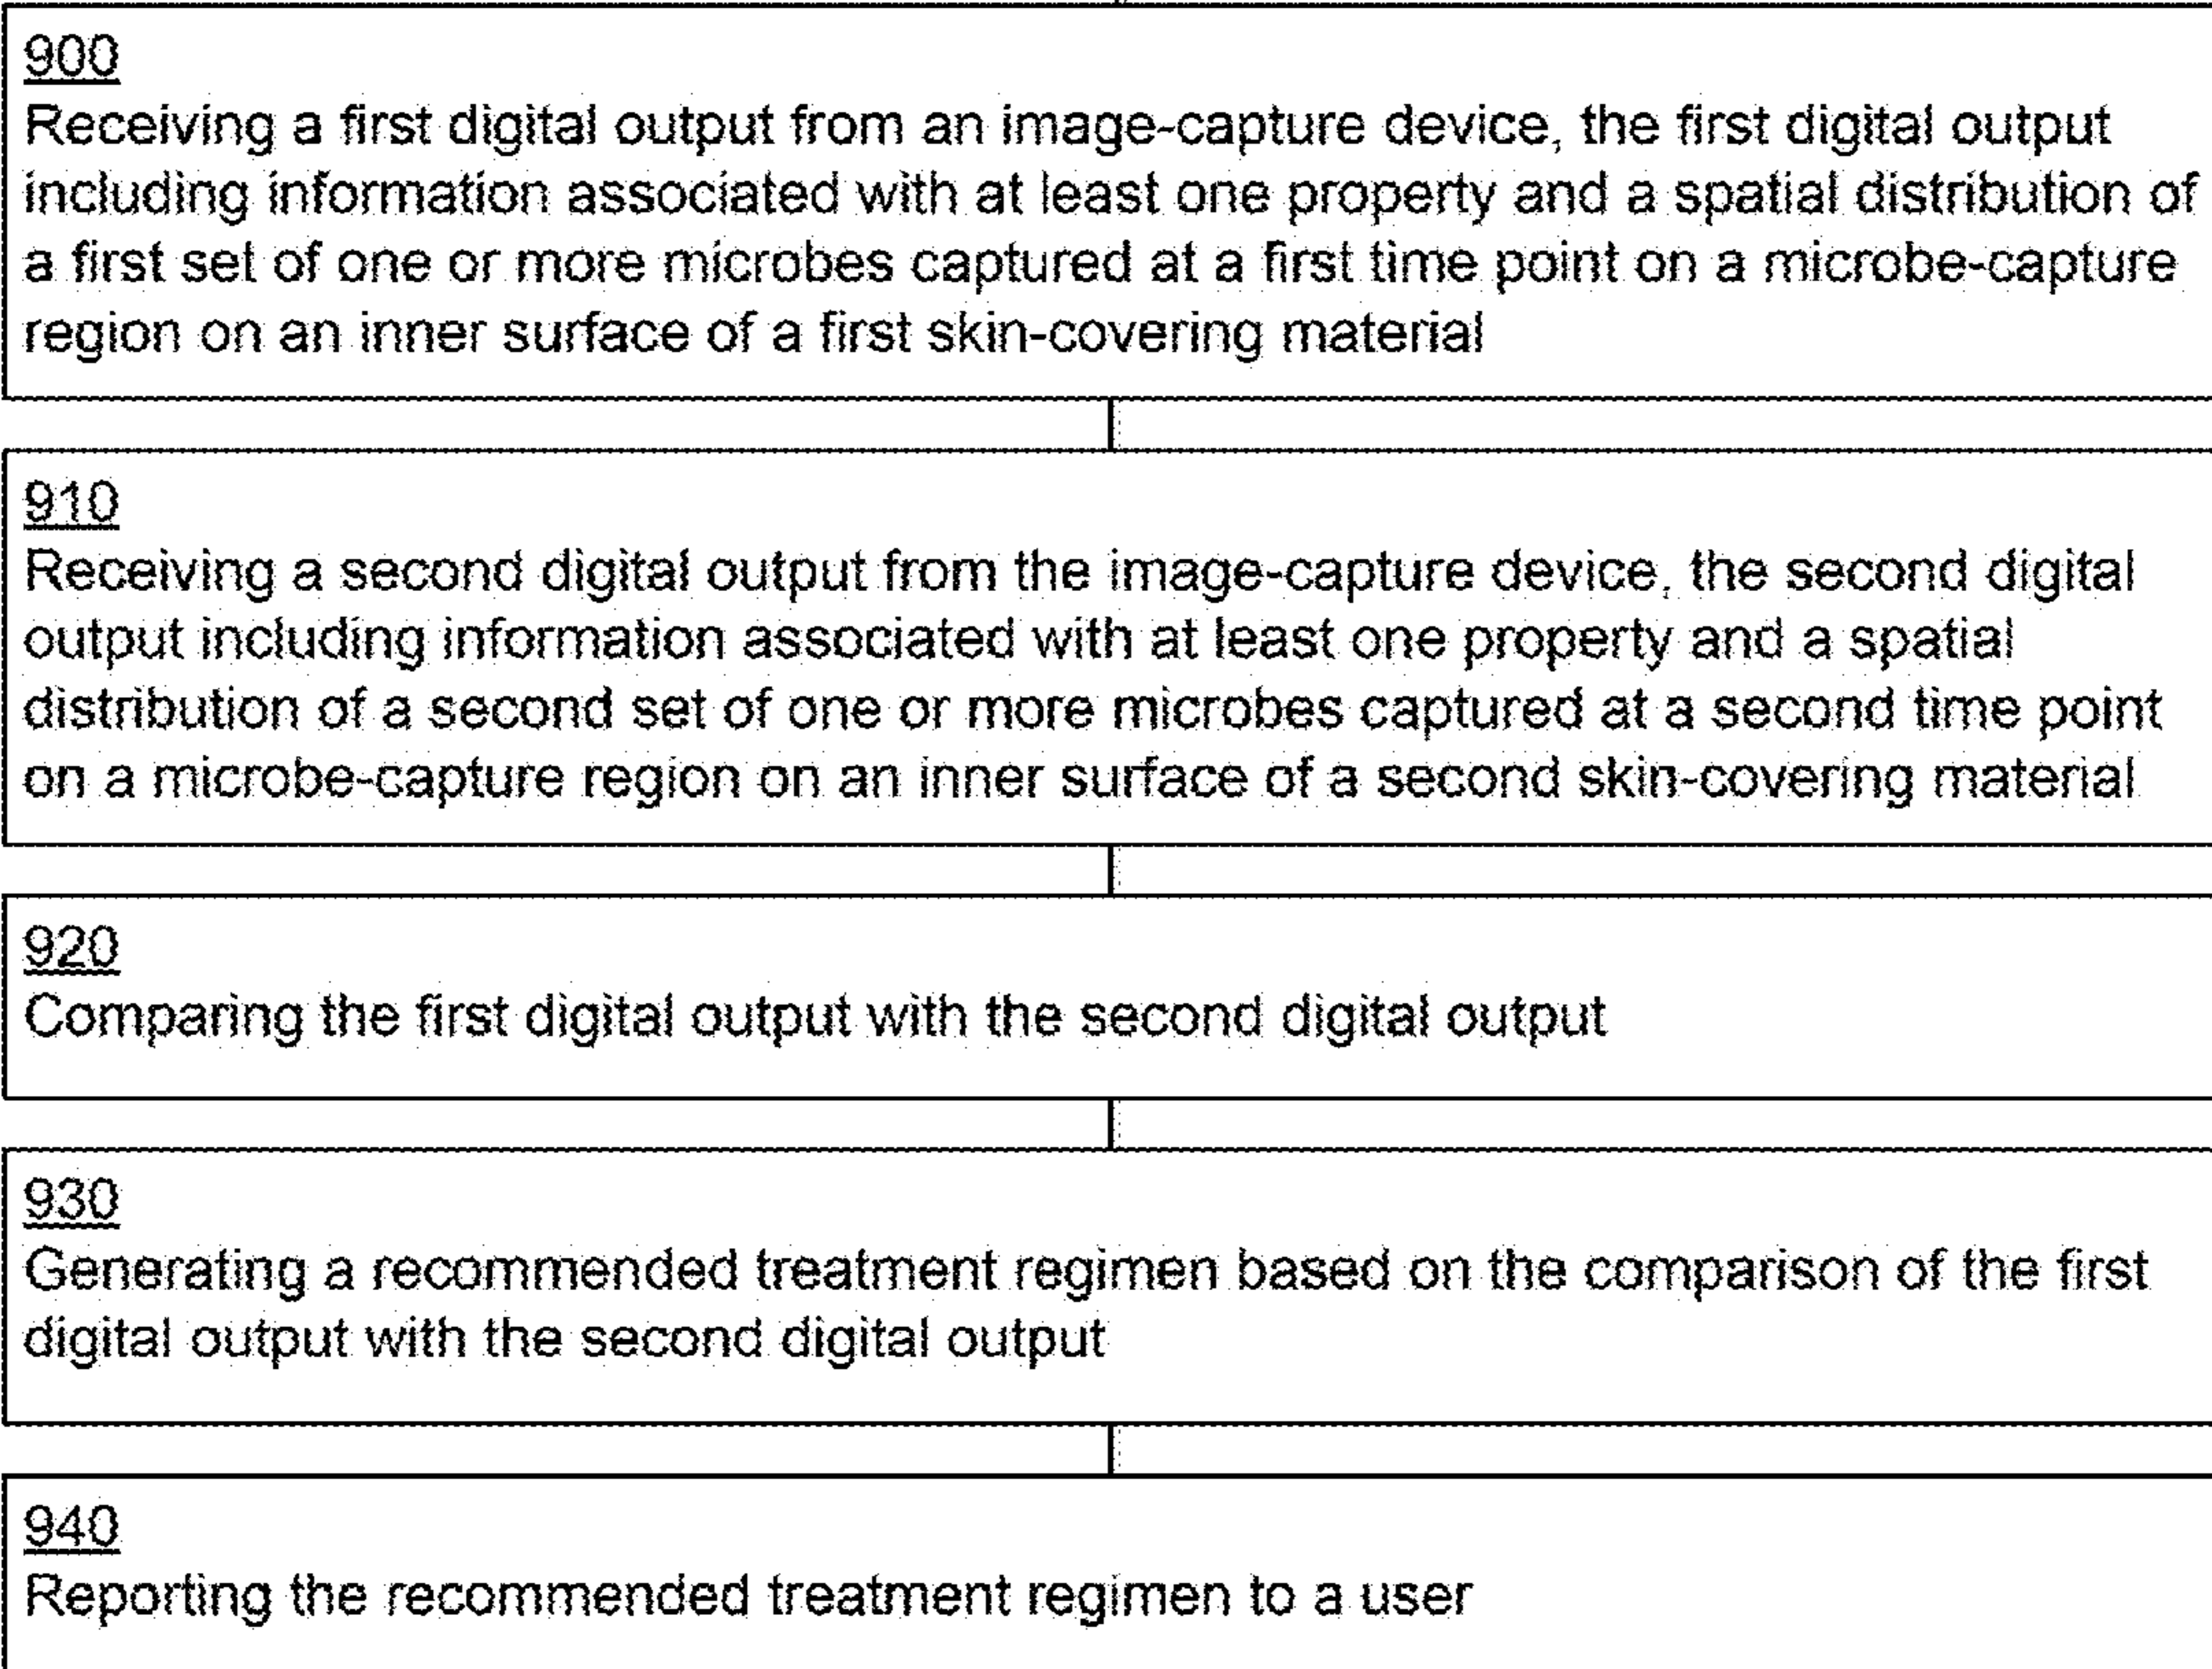 900
Receiving a first digital output from an image-capture device, the first digital output
including information associated with at least one property and a spatial distribution of
a first set of one or more microbes captured at a first time point on a microbe-capture
region on an inner surface of a first skin-covering material
910
Receiving a second digital output from the image-capture device, the second digital
output including information associated with at least one property and a spatial
distribution of a second set of one or more microbes captured at a second time point
on a microbe-capture region on an inner surface of a second skin-covering material
920
Comparing the first digital output with the second digital output
930
Generating a recommended treatment regimen based on the comparison of the first
digital output with the second digital output
940
Reporting the recommended treatment regimen to a user